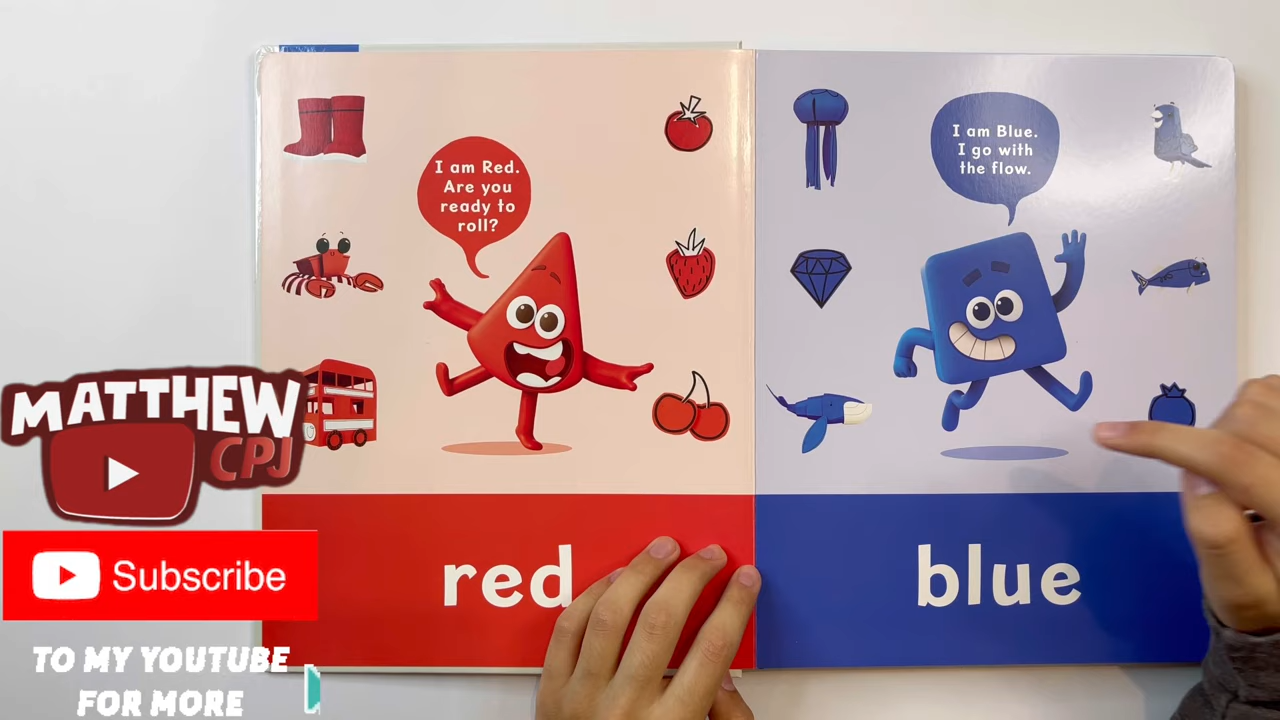 I am Red.
Are you
ready to
roll?
I am Blue.
I go with
the flow.
red
blue
MATTHEW
CPJ
Subscribe
TO MY YOUTUBE
FOR MORE